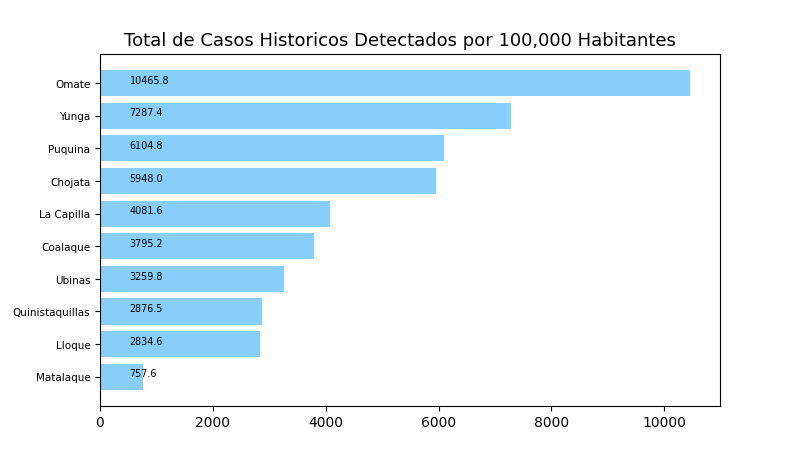 Total de Casos Historicos Detectados por 100,000 Habitantes
Omate 10465.8
Yunga 7287.4
Puquina 6104.8
Chojata 5948.0
La Capilla 4081.6
Coalaque 3795.2
Ubinas 3259.8
Quinistaquillas 2876.5
Lloque 2834.6
Matalaque 757.6
0 2000 4000 6000 8000 10000